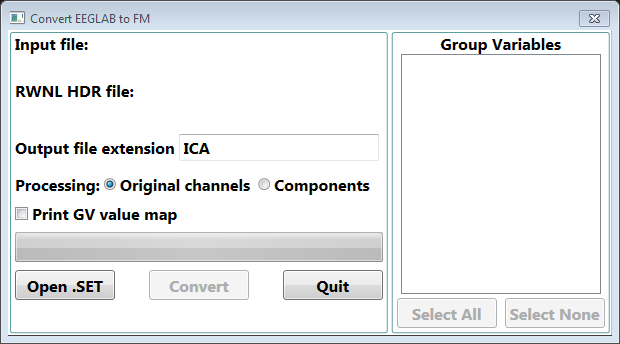 Convert EEGLAB to FM
Input file:
RWNL HDR file:
Output file extension ICA
Processing: Original channels Components
Print GV value map
Open .SET Convert Quit
Group Variables
Select All Select None